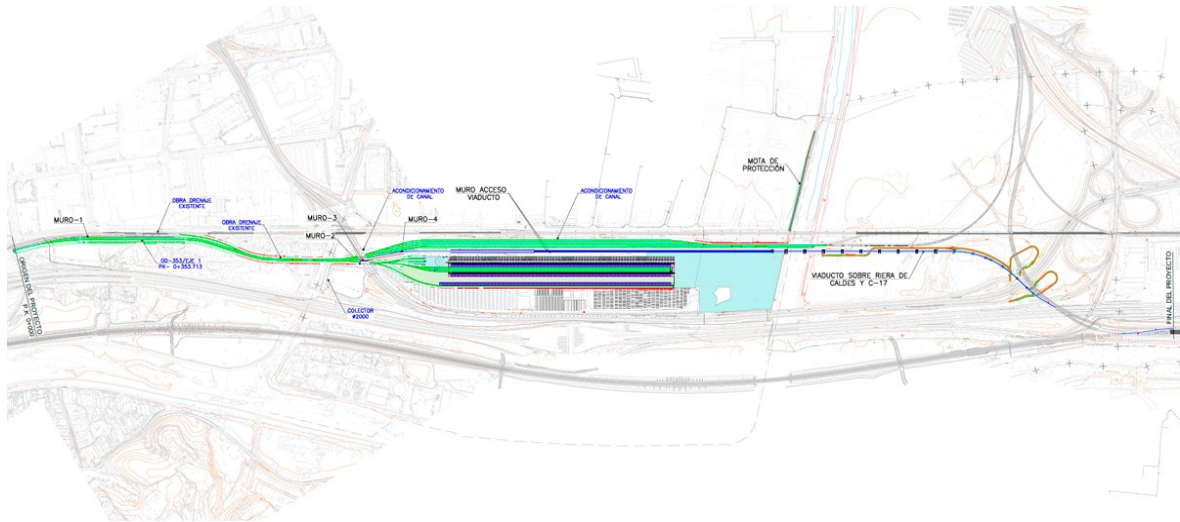 MURO-1
OBRA DRENAJE
EXISTENTE
OBRA DRENAJE
EXISTENTE
MURO-3
MURO-2
ACONDICIONAMIENTO
DE CANAL
MURO-4
MURO ACCESO
VIADUCTO
ACONDICIONAMIENTO
DE CANAL
MOTA DE
PROTECCIÓN
OD-353/EJE 1
PK- 0+353.713
ORIGEN DEL PROYECTO
P.K. 0+000
COLECTOR
ø2000
VIADUCTO SOBRE RIERA DE
CALDES Y C-17
FINAL DEL PROYECTO